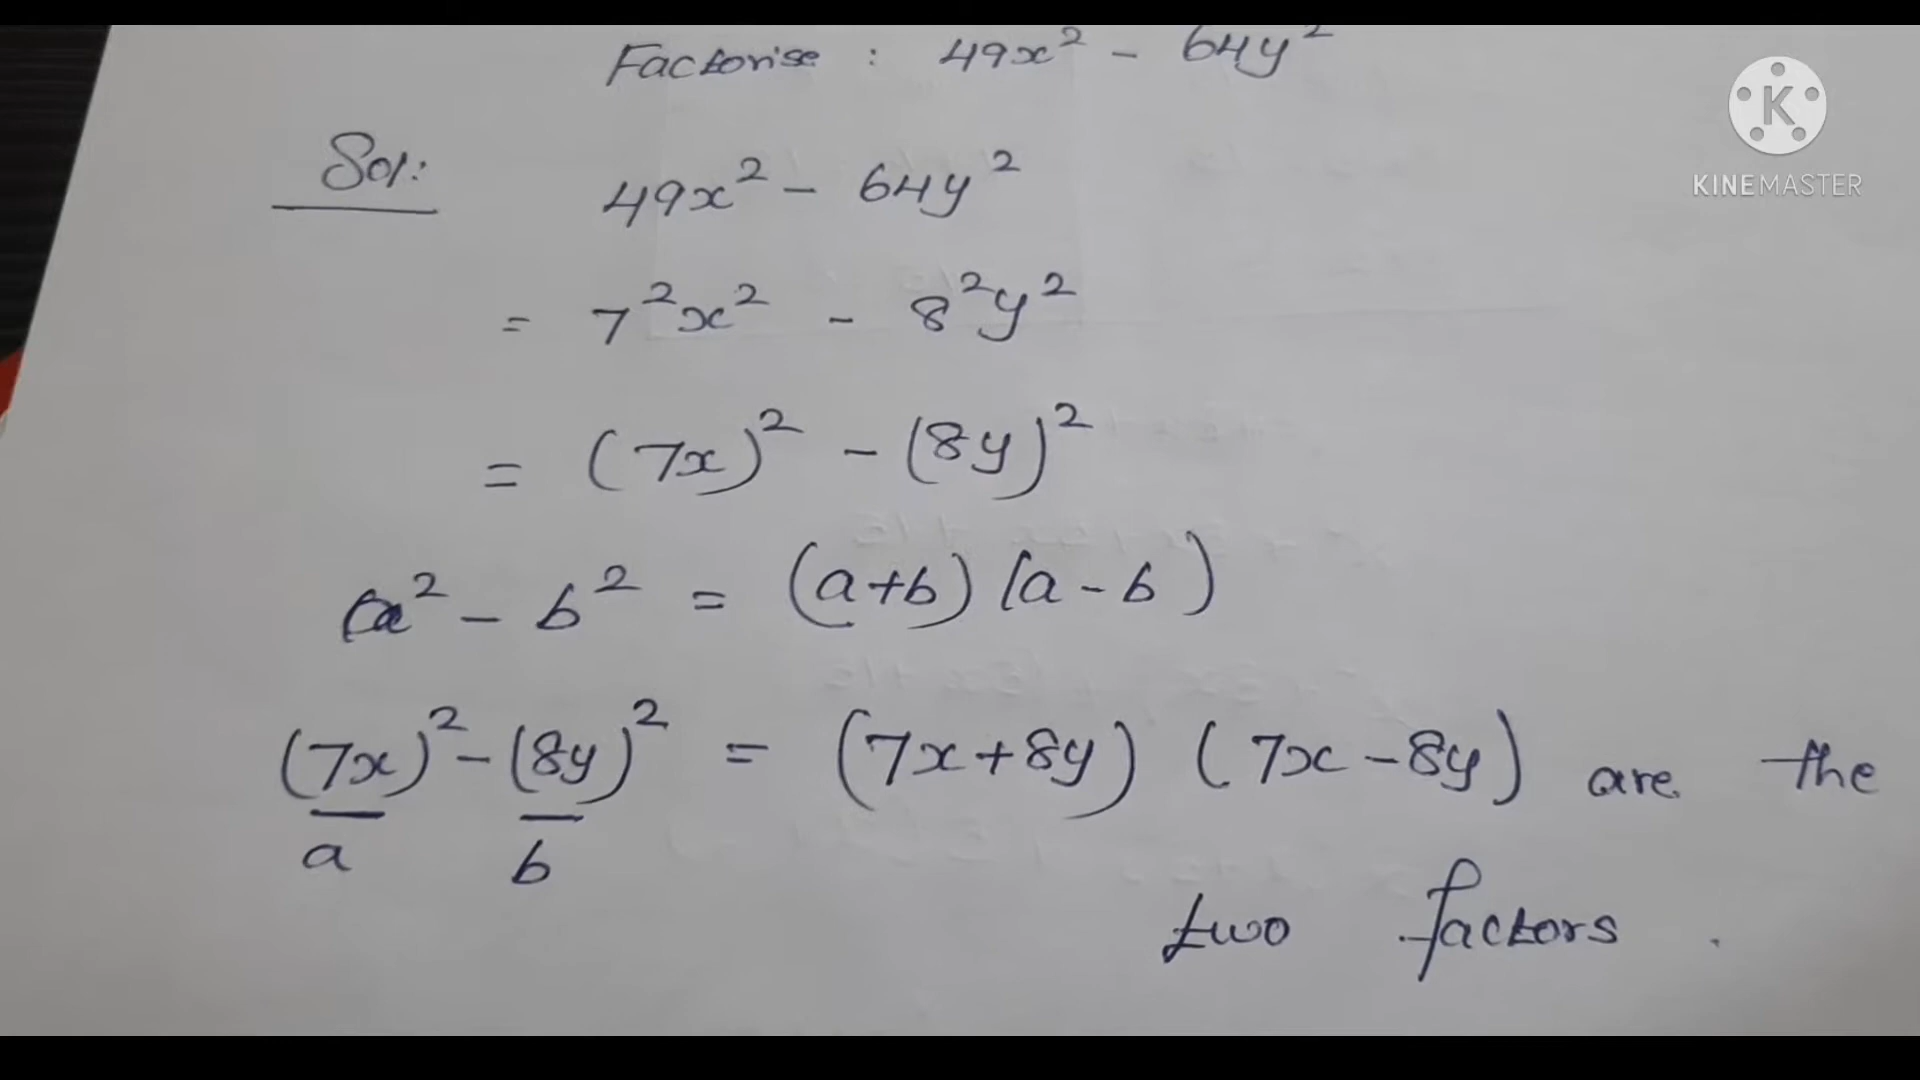 Factorise : 49x² - 64y²
K
KINEMASTER
Sol: 49x² - 64y²
= 7²x² - 8²y²
= (7x)² - (8y)²
a² - b² = (a+b) (a - b)
(7x)² - (8y)² = (7x+8y) (7x-8y) are the
a b
two factors.